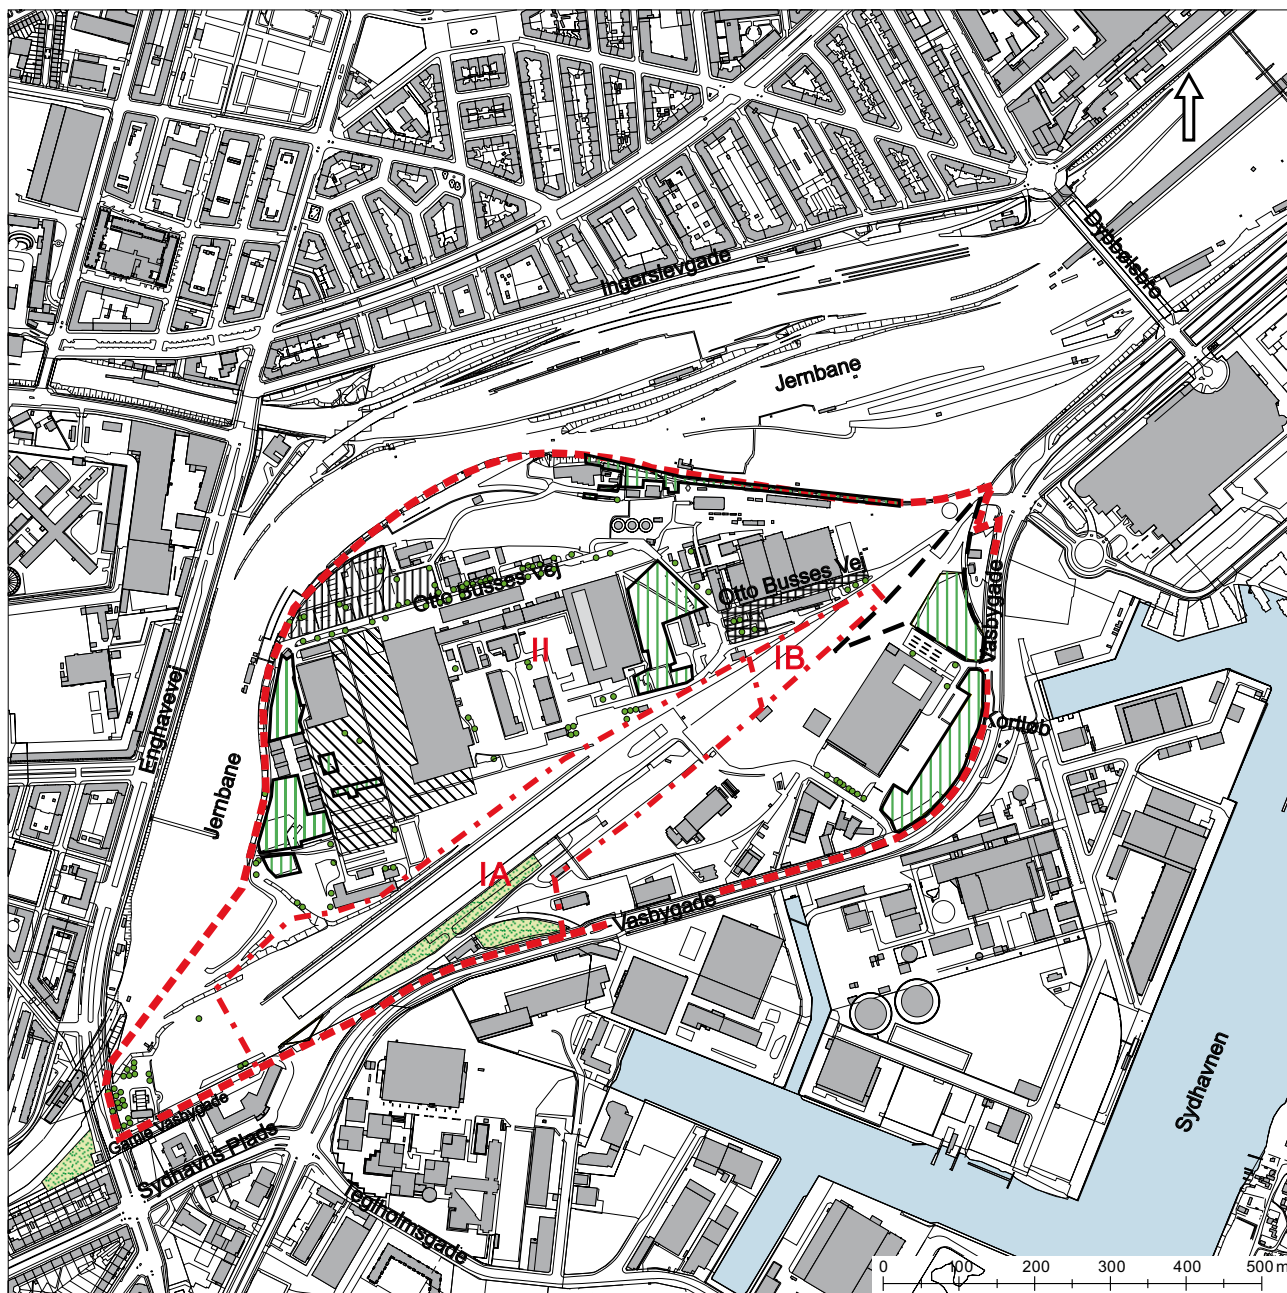 Dybbølsbro
Ingerslevgade
Jernbane
Otto Busses Vej
Otto Busses Vej
II
IB
Vasbygade
Enghavevej
Kortløb
Jernbane
IA
Vasbygade
Sydhavnen
Gamle Vasbygade
Sydhavns Plads
Teglholmsgade
0 100 200 300 400 500 m